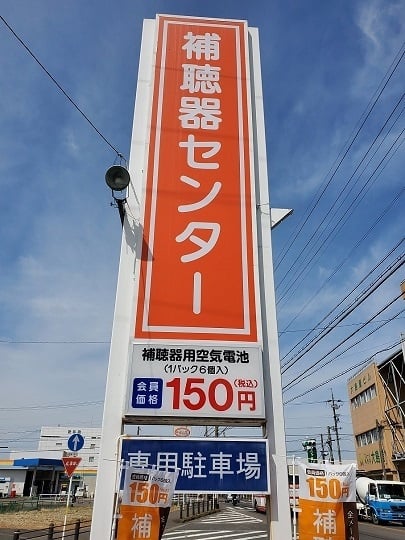 補聴器センター
補聴器用空気電池
(1パック6個入)
会員
価格
150円
(税込)
専用駐車場
150円
補
150円
補